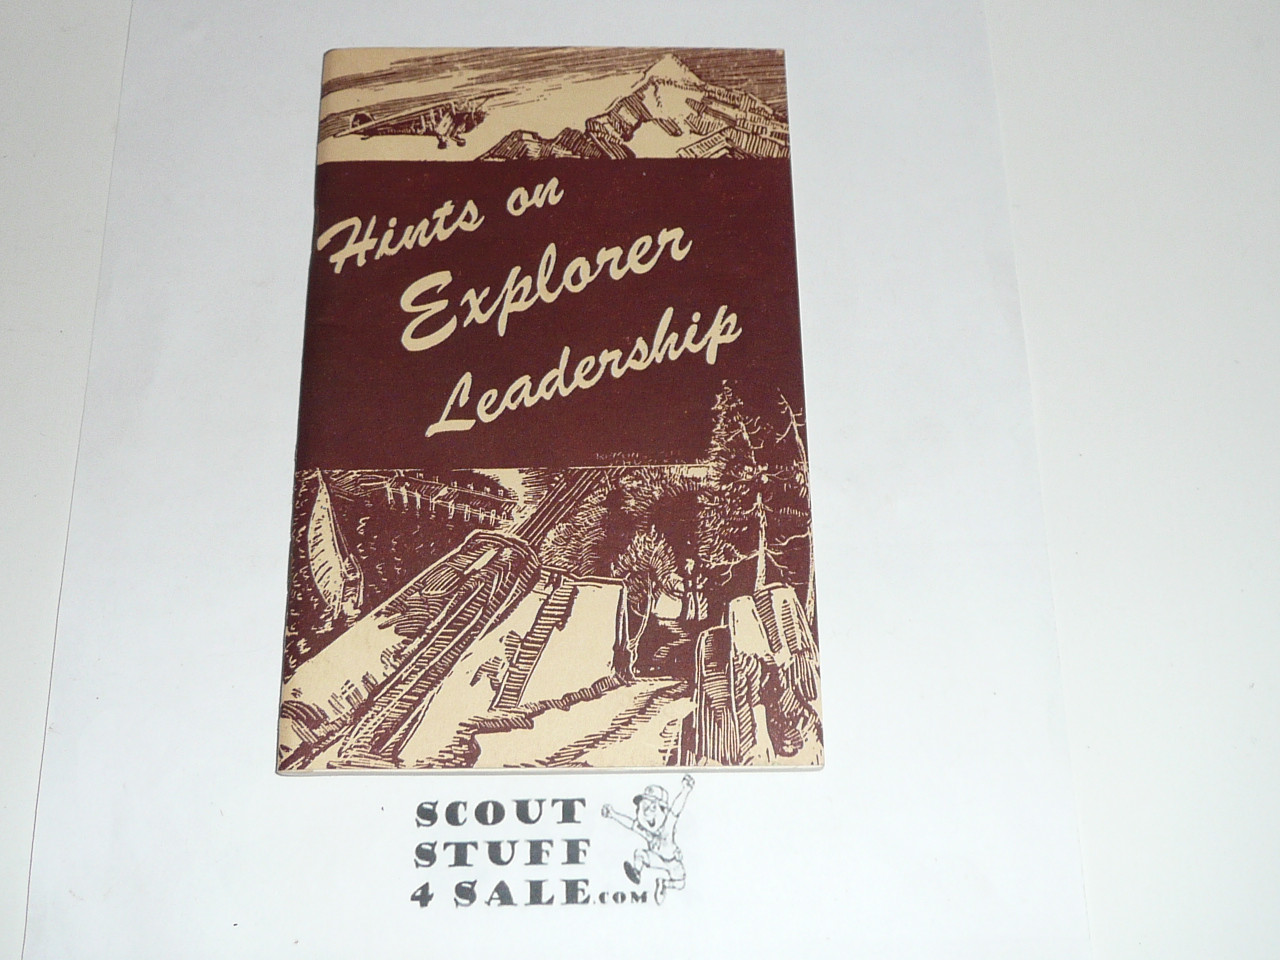 Hints on
Explorer
Leadership
SCOUT
STUFF
4 SALE.COM